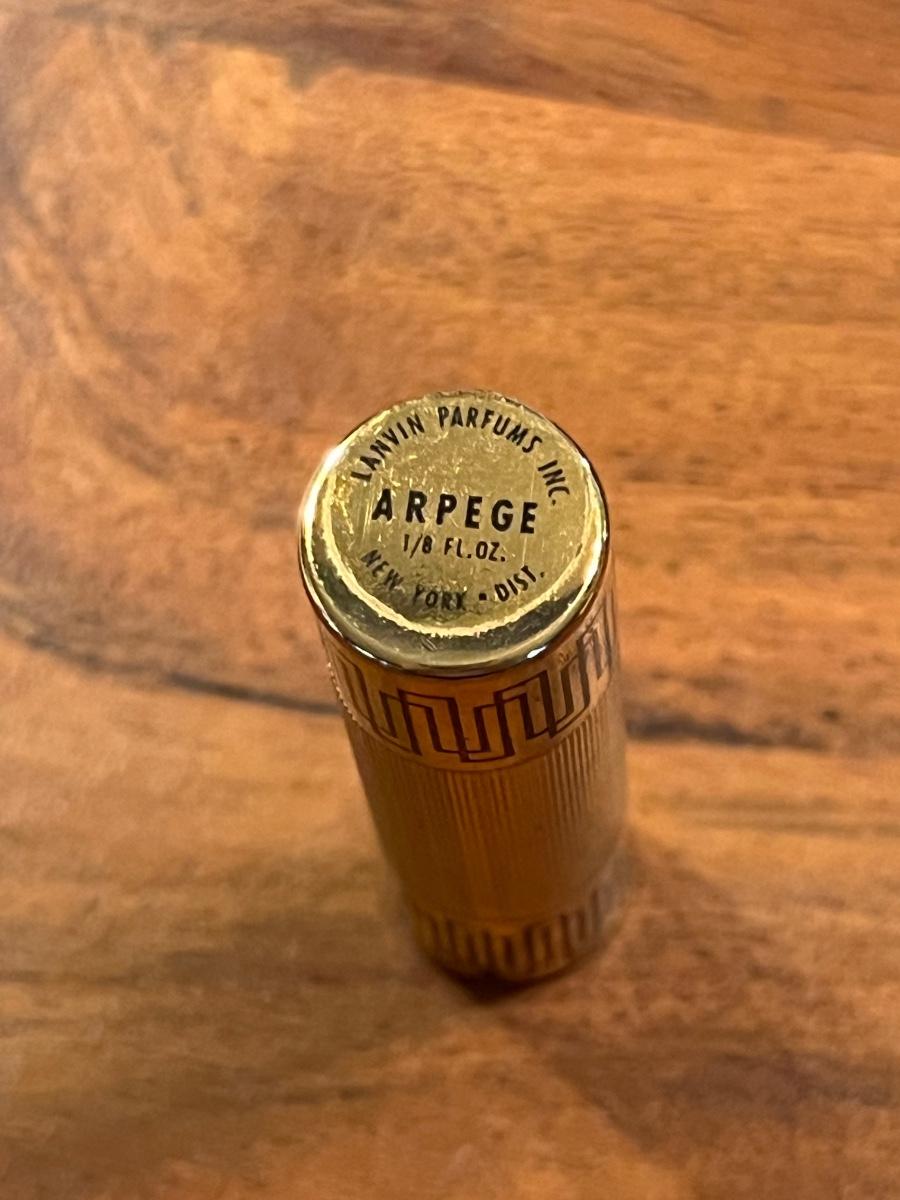 LANVIN PARFUMS INC.
ARPEGE
1/8 FL.OZ.
NEW YORK • DIST.